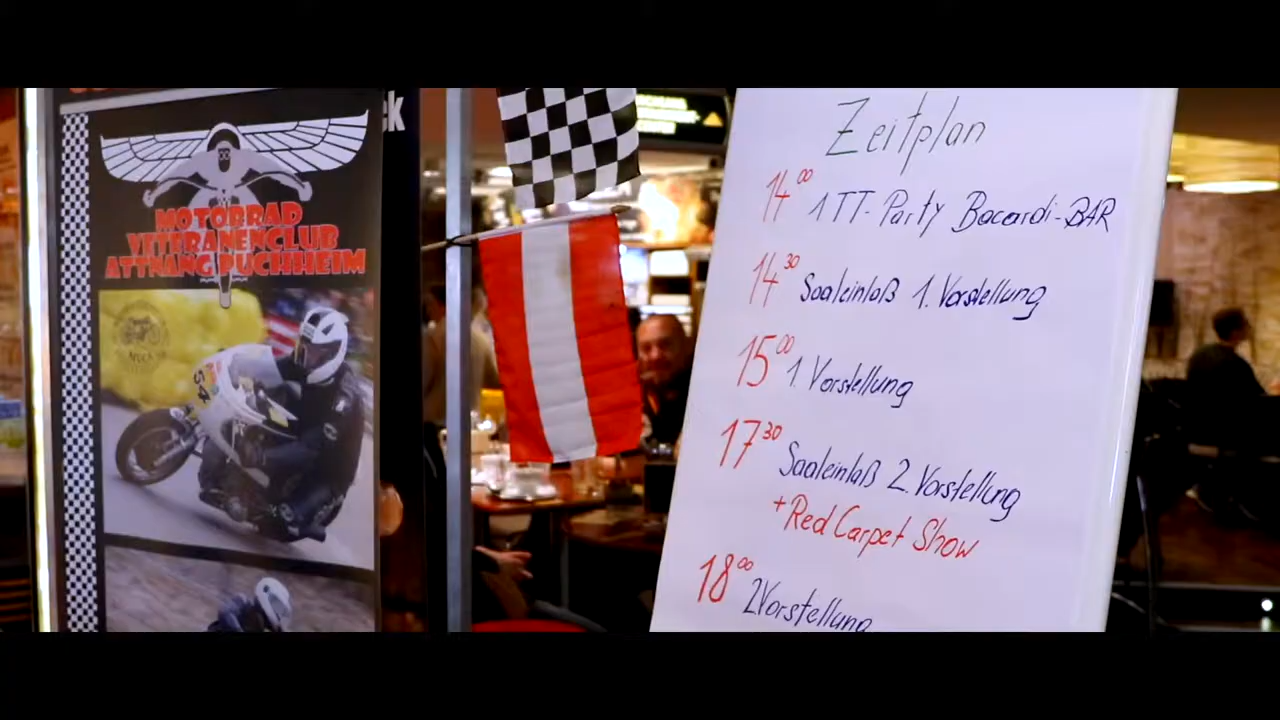 MOTORRAD
VETERANENCLUB
ATTNANG PUCHHEIM
54
Zeitplan
14⁰⁰ 1TT-Party Bacardi-BAR
14³⁰ Saaleinlaß 1. Vorstellung
15⁰⁰ 1. Vorstellung
17³⁰ Saaleinlaß 2. Vorstellung
+Red Carpet Show
18⁰⁰ 2Vorstellung